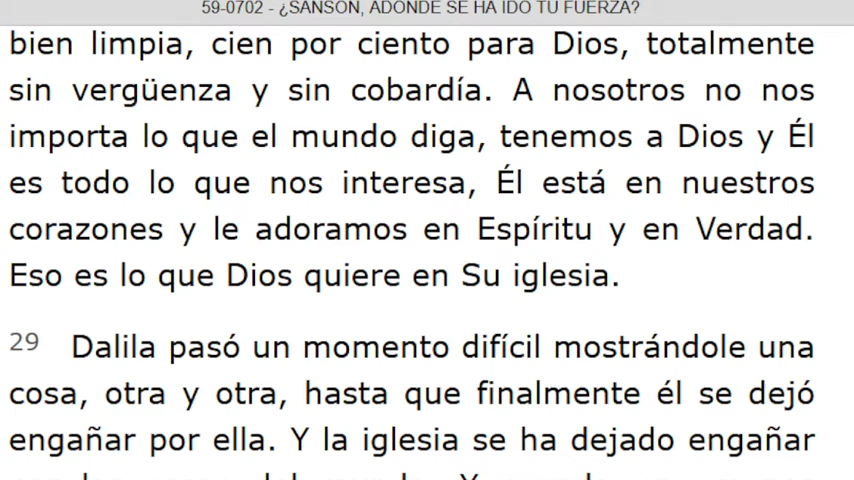 59-0702 - ¿SANSÓN, ADÓNDE SE HA IDO TU FUERZA?
bien limpia, cien por ciento para Dios, totalmente
sin vergüenza y sin cobardía. A nosotros no nos
importa lo que el mundo diga, tenemos a Dios y Él
es todo lo que nos interesa, Él está en nuestros
corazones y le adoramos en Espíritu y en Verdad.
Eso es lo que Dios quiere en Su iglesia.
29 Dalila pasó un momento difícil mostrándole una
cosa, otra y otra, hasta que finalmente él se dejó
engañar por ella. Y la iglesia se ha dejado engañar